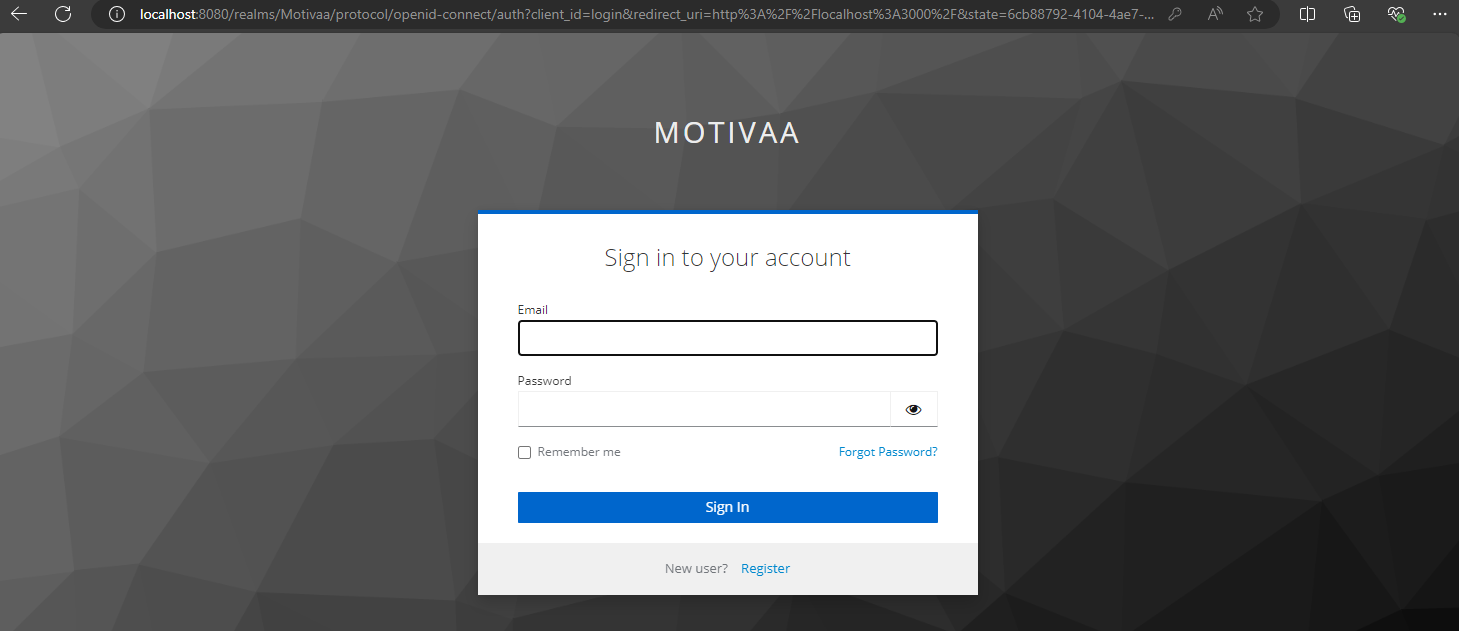 localhost:8080/realms/Motivaa/protocol/openid-connect/auth?client_id=login&redirect_uri=http%3A%2F%2Flocalhost%3A3000%2F&state=6cb88792-4104-4ae7-...
MOTIVAA
Sign in to your account
Email
Password
Remember me Forgot Password?
Sign In
New user? Register